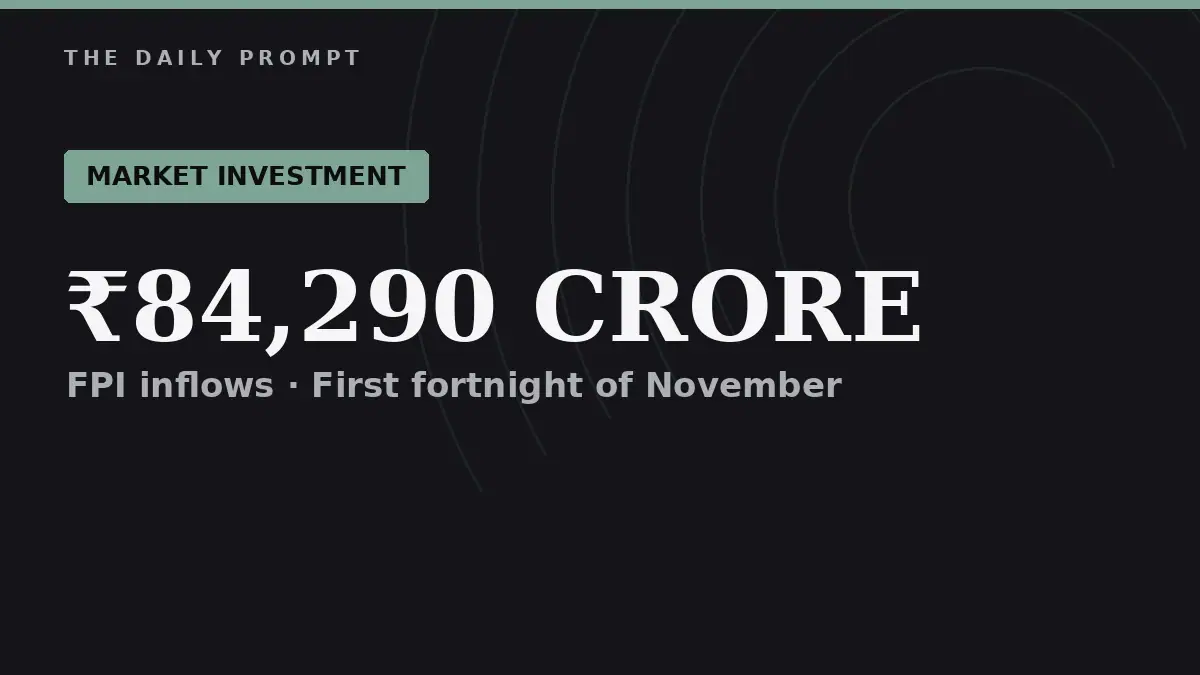 THE DAILY PROMPT
MARKET INVESTMENT
₹84,290 CRORE
FPI inflows · First fortnight of November